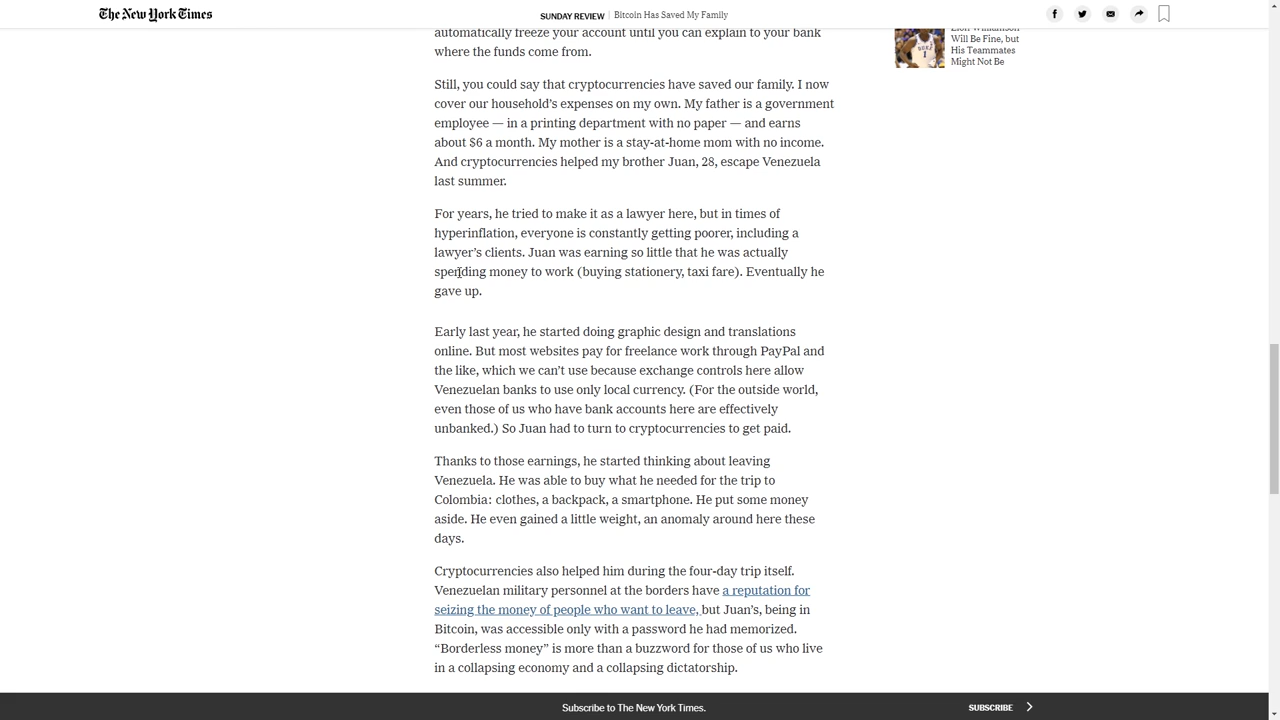 The New York Times
SUNDAY REVIEW | Bitcoin Has Saved My Family
automatically freeze your account until you can explain to your bank
where the funds come from.
Zion Williamson
Will Be Fine, but
His Teammates
Might Not Be
Still, you could say that cryptocurrencies have saved our family. I now
cover our household’s expenses on my own. My father is a government
employee — in a printing department with no paper — and earns
about $6 a month. My mother is a stay-at-home mom with no income.
And cryptocurrencies helped my brother Juan, 28, escape Venezuela
last summer.
For years, he tried to make it as a lawyer here, but in times of
hyperinflation, everyone is constantly getting poorer, including a
lawyer’s clients. Juan was earning so little that he was actually
spending money to work (buying stationery, taxi fare). Eventually he
gave up.
Early last year, he started doing graphic design and translations
online. But most websites pay for freelance work through PayPal and
the like, which we can’t use because exchange controls here allow
Venezuelan banks to use only local currency. (For the outside world,
even those of us who have bank accounts here are effectively
unbanked.) So Juan had to turn to cryptocurrencies to get paid.
Thanks to those earnings, he started thinking about leaving
Venezuela. He was able to buy what he needed for the trip to
Colombia: clothes, a backpack, a smartphone. He put some money
aside. He even gained a little weight, an anomaly around here these
days.
Cryptocurrencies also helped him during the four-day trip itself.
Venezuelan military personnel at the borders have a reputation for
seizing the money of people who want to leave, but Juan’s, being in
Bitcoin, was accessible only with a password he had memorized.
“Borderless money” is more than a buzzword for those of us who live
in a collapsing economy and a collapsing dictatorship.
Subscribe to The New York Times.
SUBSCRIBE